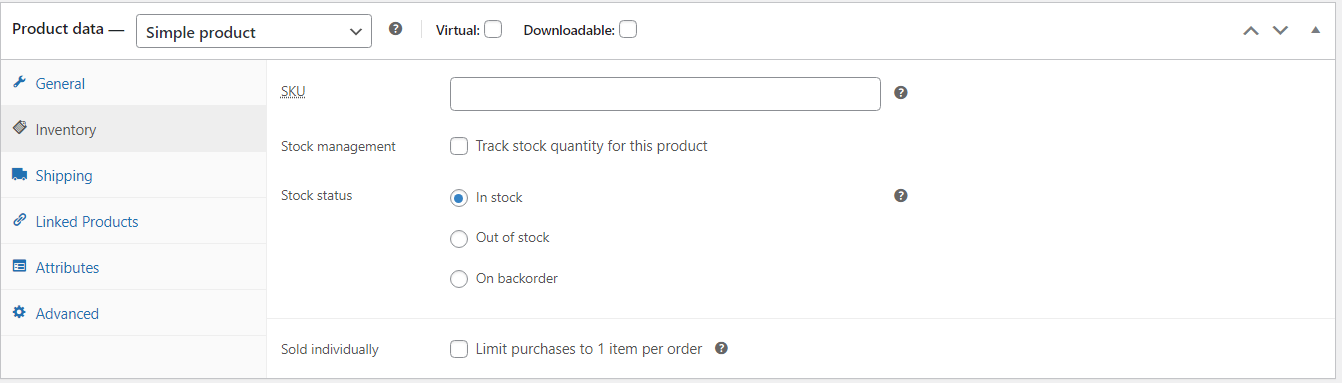 Product data — Simple product Virtual: Downloadable:
General
Inventory
Shipping
Linked Products
Attributes
Advanced
SKU
Stock management Track stock quantity for this product
Stock status In stock
Out of stock
On backorder
Sold individually Limit purchases to 1 item per order